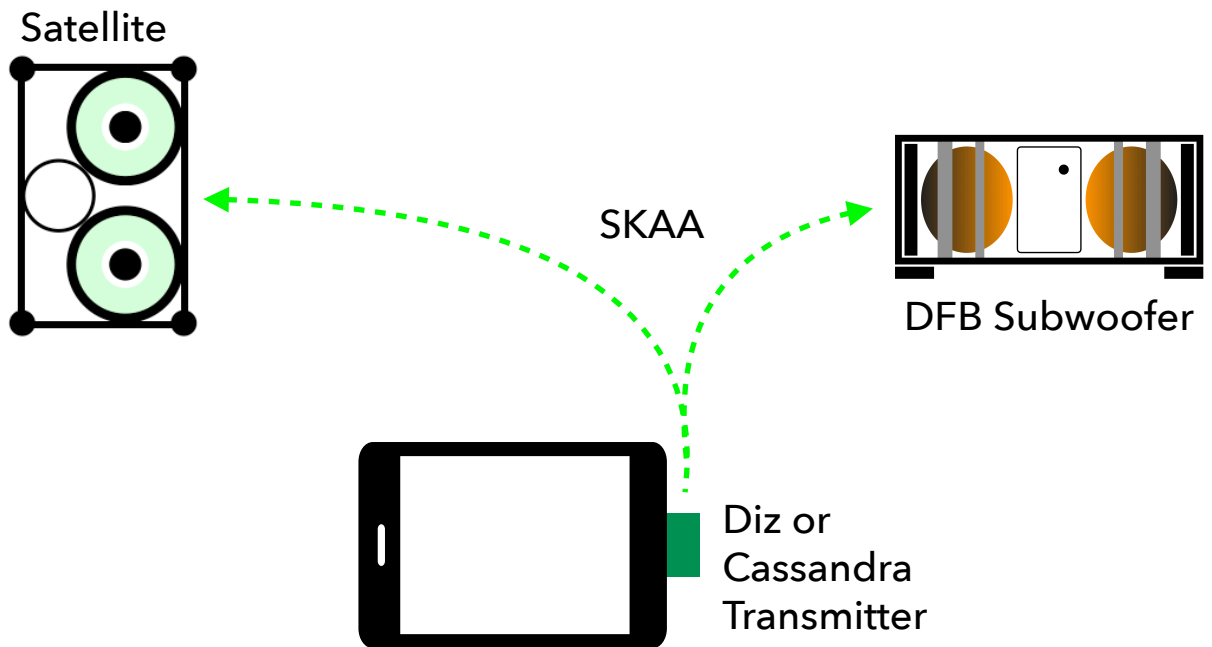 Satellite
SKAA
DFB Subwoofer
Diz or
Cassandra
Transmitter